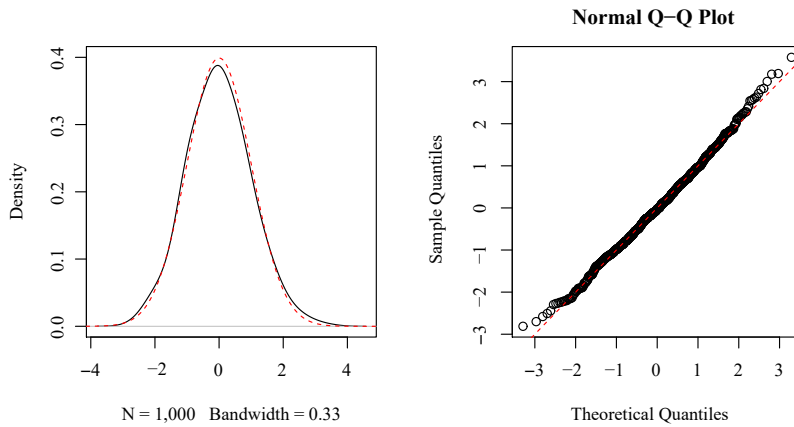 Density
0.4
0.3
0.2
0.1
0.0
−4 −2 0 2 4
N = 1,000 Bandwidth = 0.33
Normal Q−Q Plot
Sample Quantiles
3
2
1
0
−1
−2
−3
−3 −2 −1 0 1 2 3
Theoretical Quantiles